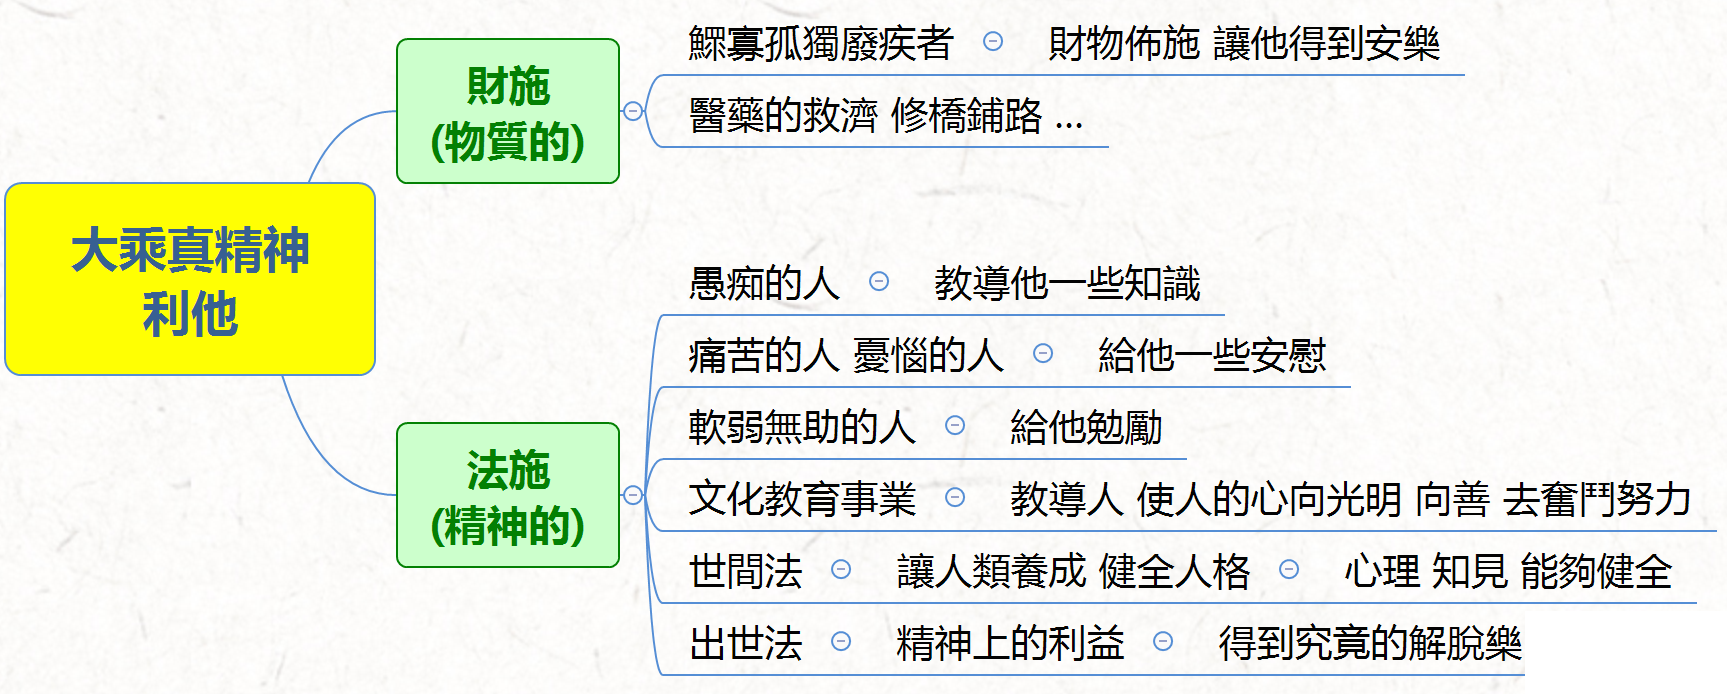 大乘真精神
利他
財施
(物質的)
鰥寡孤獨廢疾者 財物佈施 讓他得到安樂
醫藥的救濟 修橋鋪路 ...
法施
(精神的)
愚痴的人 教導他一些知識
痛苦的人 憂惱的人 給他一些安慰
軟弱無助的人 給他勉勵
文化教育事業 教導人 使人的心向光明 向善 去奮鬥努力
世間法 讓人類養成 健全人格 心理 知見 能夠健全
出世法 精神上的利益 得到究竟的解脫樂